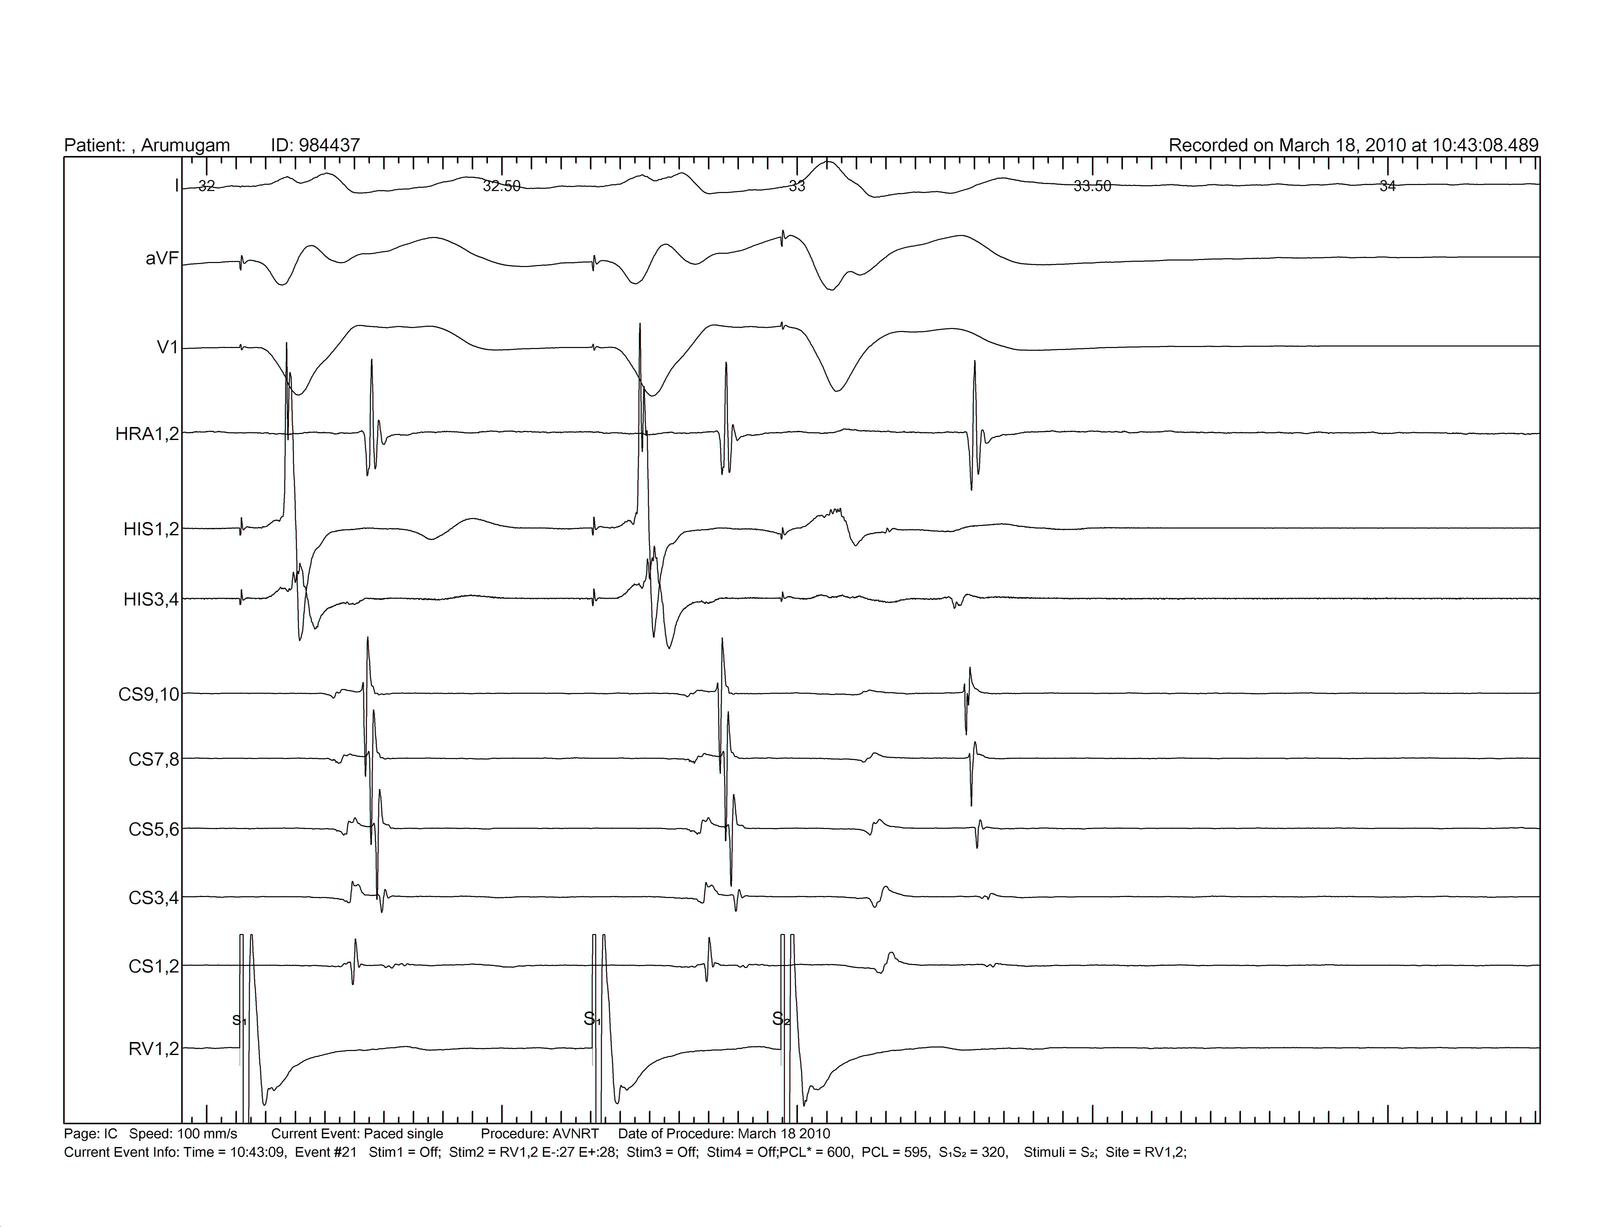 Patient: , Arumugam ID: 984437 Recorded on March 18, 2010 at 10:43:08.489
I 32 32.50 33 33.50 34
aVF
V1
HRA1,2
HIS1,2
HIS3,4
CS9,10
CS7,8
CS5,6
CS3,4
CS1,2
S₁ S₁ S₂
RV1,2
Page: IC Speed: 100 mm/s Current Event: Paced single Procedure: AVNRT Date of Procedure: March 18 2010
Current Event Info: Time = 10:43:09, Event #21 Stim1 = Off; Stim2 = RV1,2 E-:27 E+:28; Stim3 = Off; Stim4 = Off;PCL* = 600, PCL = 595, S₁S₂ = 320, Stimuli = S₂; Site = RV1,2;